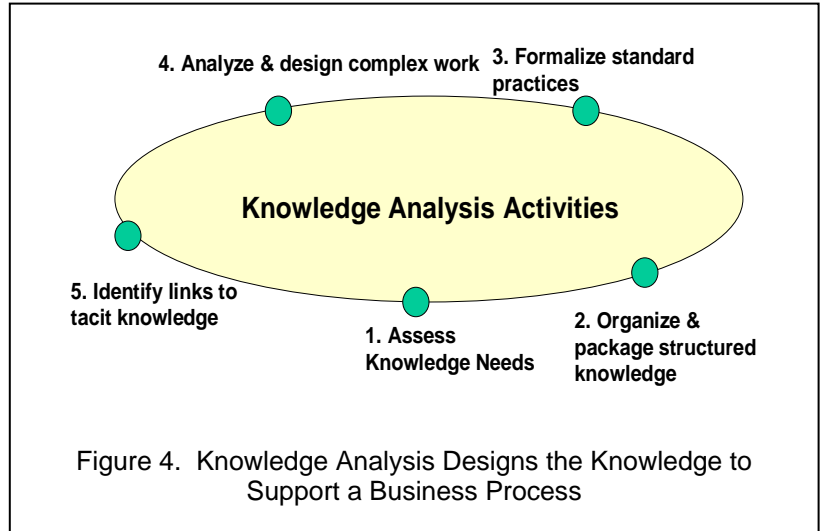 4. Analyze & design complex work
3. Formalize standard
practices
Knowledge Analysis Activities
5. Identify links to
tacit knowledge
1. Assess
Knowledge Needs
2. Organize &
package structured
knowledge
Figure 4. Knowledge Analysis Designs the Knowledge to
Support a Business Process